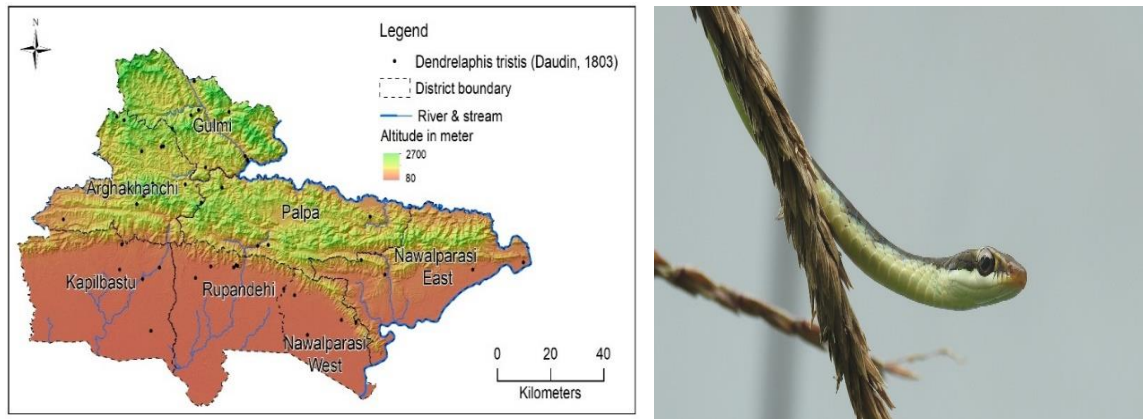 N
Legend
Dendrelaphis tristis (Daudin, 1803)
District boundary
River & stream
Altitude in meter
2700
80
Gulmi
Arghakhanchi
Palpa
Nawalparasi
East
Kapilbastu
Rupandehi
Nawalparasi
West
0 20 40
Kilometers